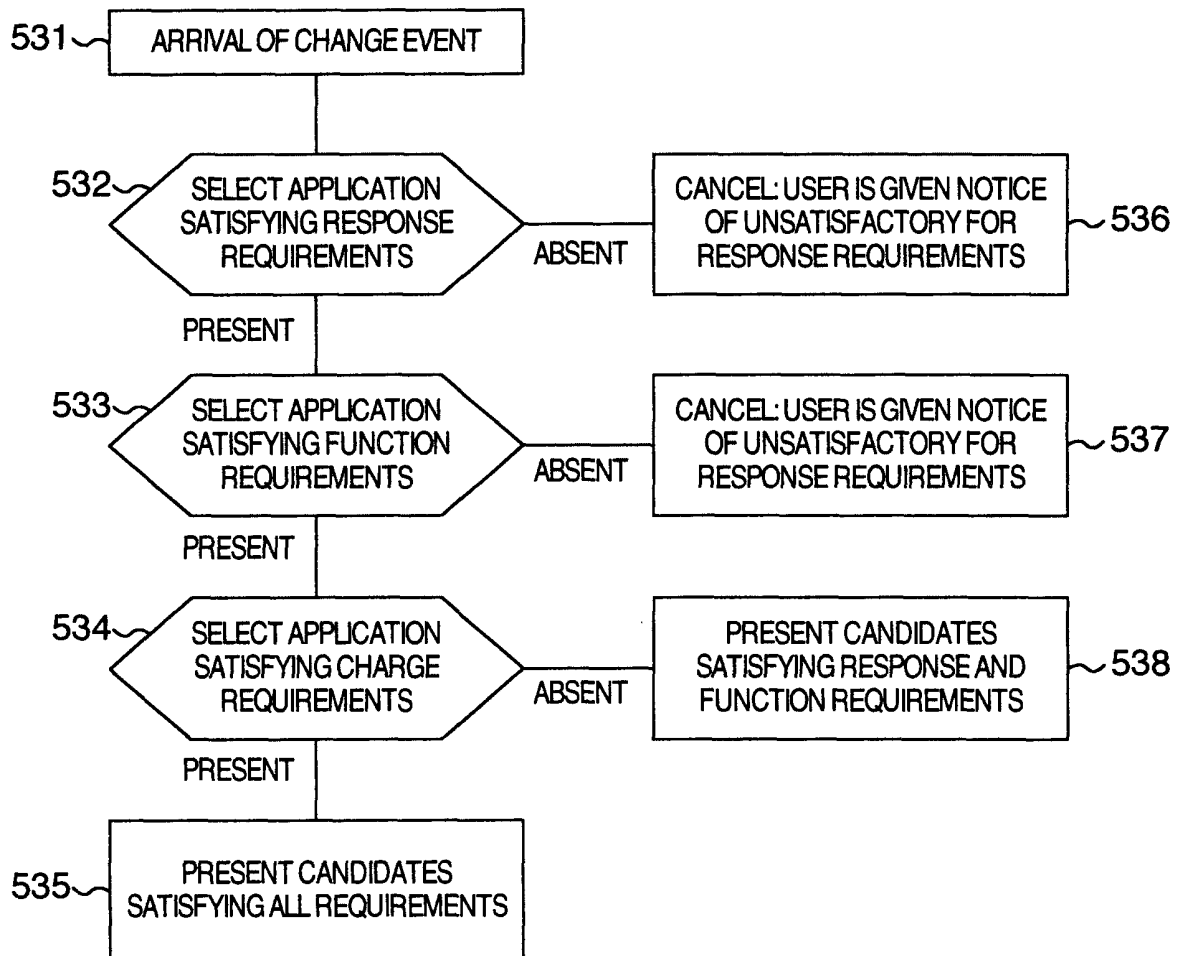 531
ARRIVAL OF CHANGE EVENT
532
SELECT APPLICATION
SATISFYING RESPONSE
REQUIREMENTS
ABSENT
CANCEL: USER IS GIVEN NOTICE
OF UNSATISFACTORY FOR
RESPONSE REQUIREMENTS
536
PRESENT
533
SELECT APPLICATION
SATISFYING FUNCTION
REQUIREMENTS
ABSENT
CANCEL: USER IS GIVEN NOTICE
OF UNSATISFACTORY FOR
RESPONSE REQUIREMENTS
537
PRESENT
534
SELECT APPLICATION
SATISFYING CHARGE
REQUIREMENTS
ABSENT
PRESENT CANDIDATES
SATISFYING RESPONSE AND
FUNCTION REQUIREMENTS
538
PRESENT
535
PRESENT CANDIDATES
SATISFYING ALL REQUIREMENTS